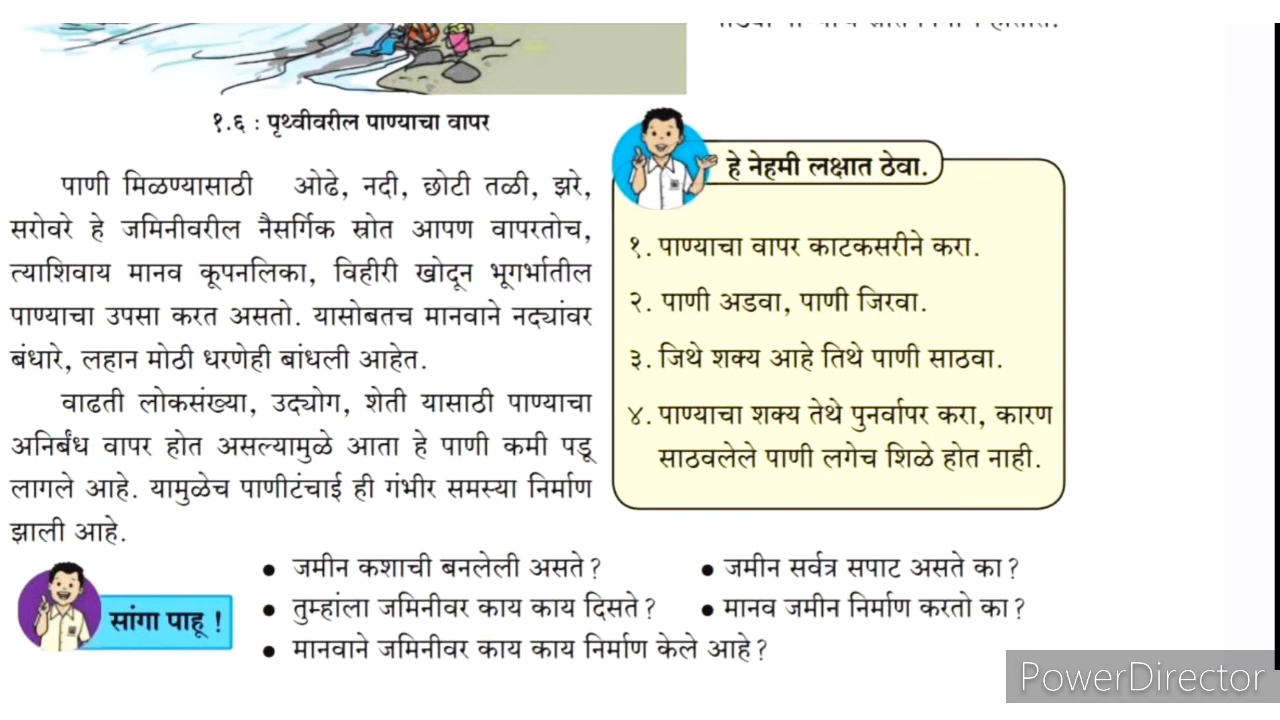 १.६ : पृथ्वीवरील पाण्याचा वापर
पाणी मिळण्यासाठी ओढे, नदी, छोटी तळी, झरे,
सरोवरे हे जमिनीवरील नैसर्गिक स्रोत आपण वापरतोच,
त्याशिवाय मानव कूपनलिका, विहीरी खोदून भूगर्भातील
पाण्याचा उपसा करत असतो. यासोबतच मानवाने नद्यांवर
बंधारे, लहान मोठी धरणेही बांधली आहेत.
वाढती लोकसंख्या, उद्योग, शेती यासाठी पाण्याचा
अनिर्बंध वापर होत असल्यामुळे आता हे पाणी कमी पडू
लागले आहे. यामुळेच पाणीटंचाई ही गंभीर समस्या निर्माण
झाली आहे.
हे नेहमी लक्षात ठेवा.
१. पाण्याचा वापर काटकसरीने करा.
२. पाणी अडवा, पाणी जिरवा.
३. जिथे शक्य आहे तिथे पाणी साठवा.
४. पाण्याचा शक्य तेथे पुनर्वापर करा, कारण
साठवलेले पाणी लगेच शिळे होत नाही.
सांगा पाहू !
• जमीन कशाची बनलेली असते ?
• जमीन सर्वत्र सपाट असते का ?
• तुम्हांला जमिनीवर काय काय दिसते ?
• मानव जमीन निर्माण करतो का ?
• मानवाने जमिनीवर काय काय निर्माण केले आहे ?
PowerDirector